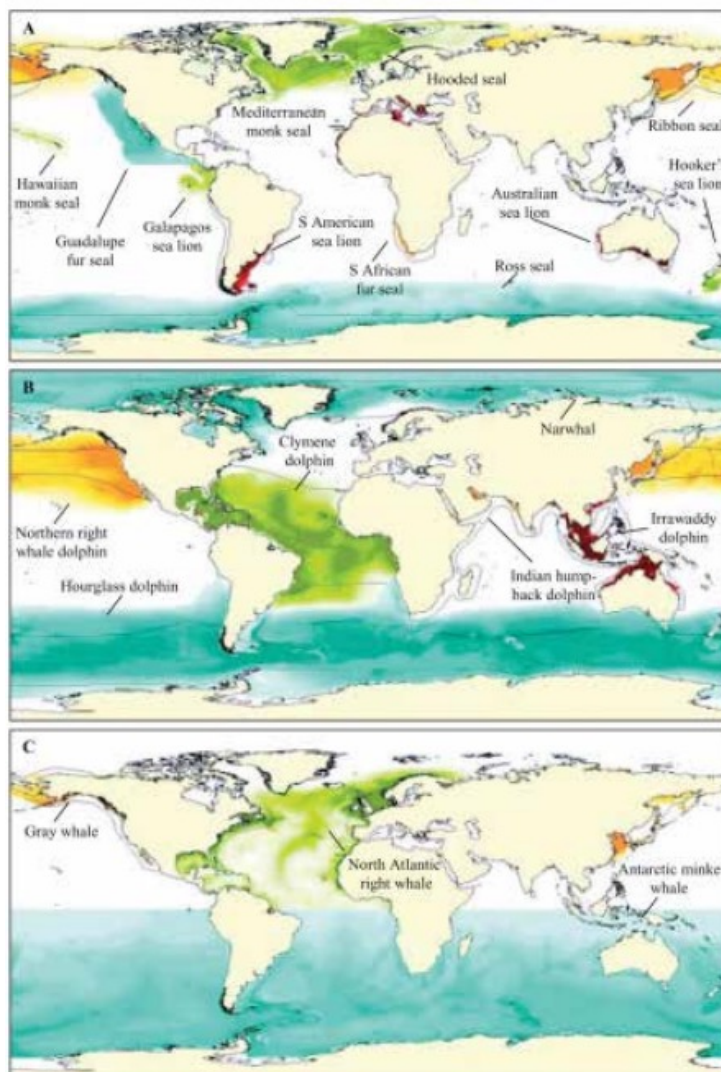 A
Hooded seal
Mediterranean
monk seal
Ribbon seal
Hawaiian
monk seal
Guadalupe
fur seal
Galapagos
sea lion
S American
sea lion
S African
fur seal
Ross seal
Australian
sea lion
Hooker'
sea lion
B
Narwhal
Clymene
dolphin
Northern right
whale dolphin
Irrawaddy
dolphin
Indian hump-
back dolphin
Hourglass dolphin
C
Gray whale
North Atlantic
right whale
Antarctic minke
whale